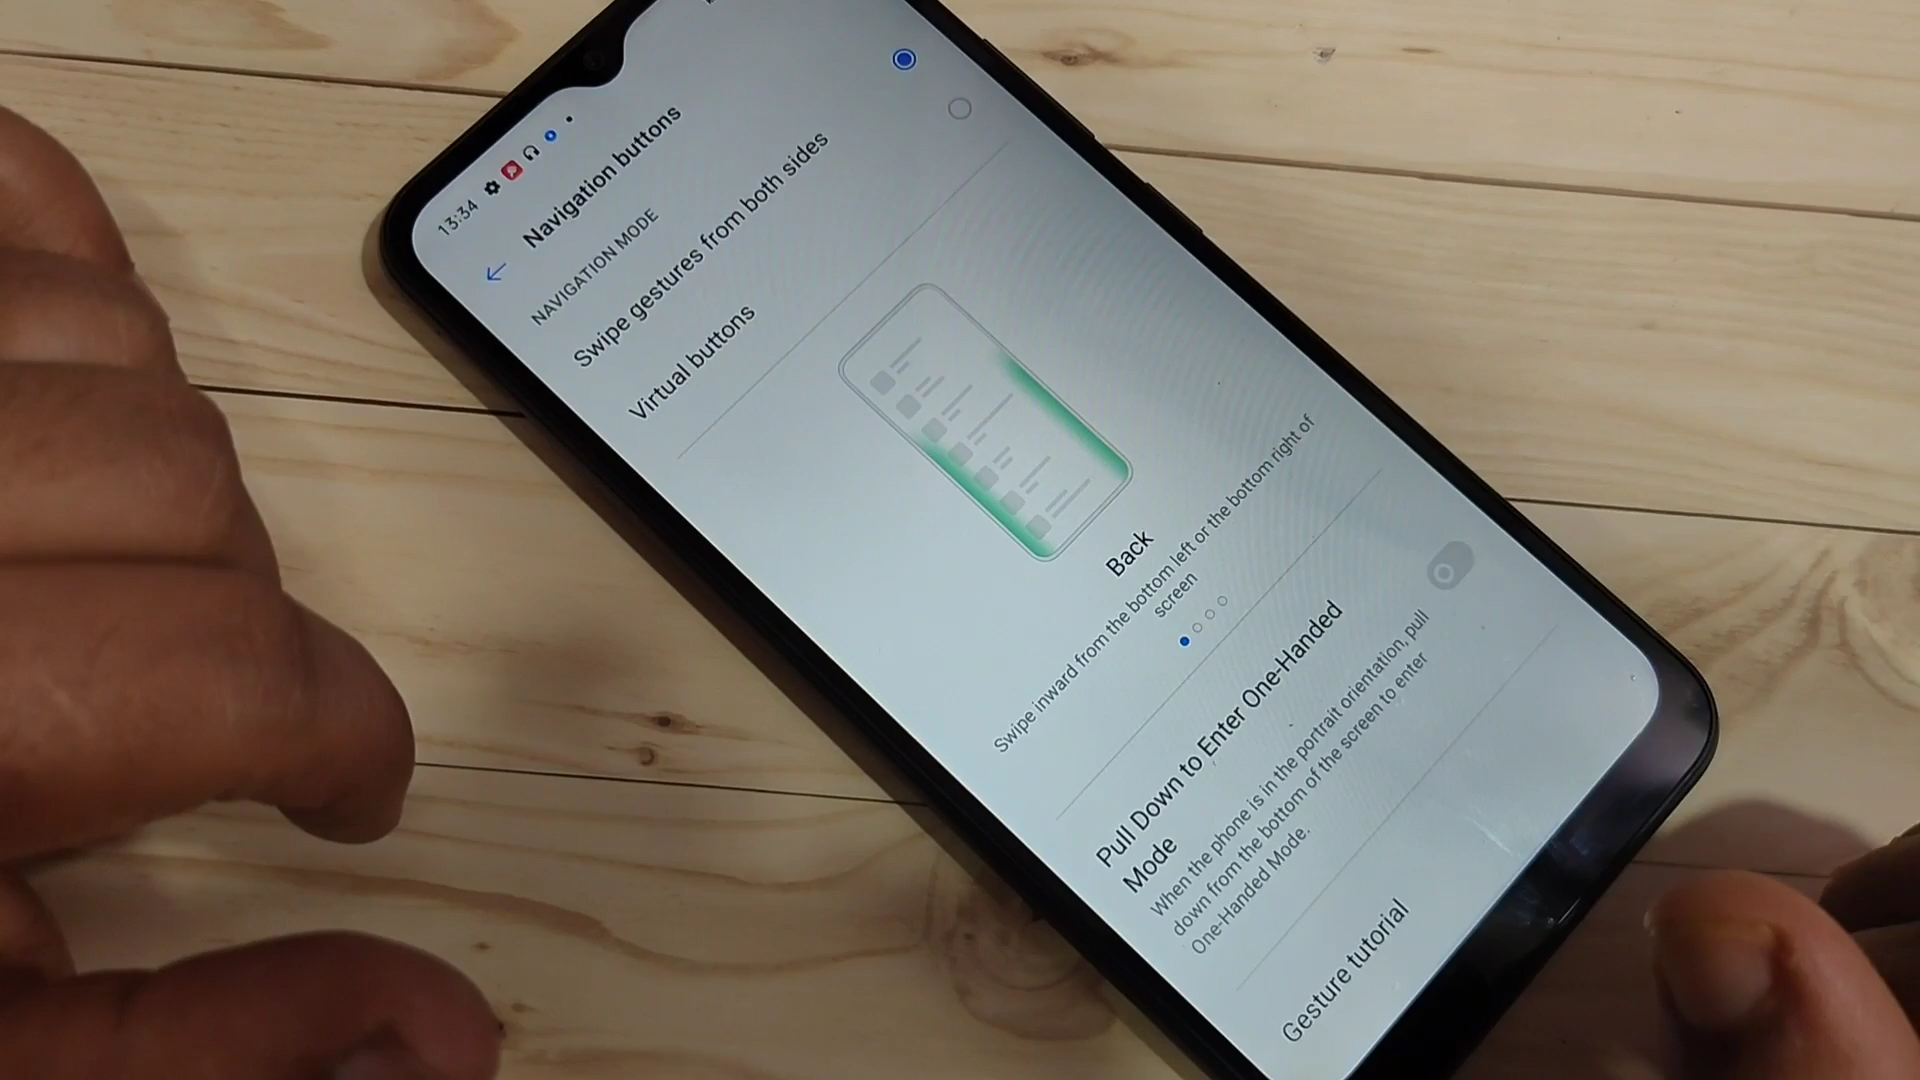 13:34
Navigation buttons
NAVIGATION MODE
Swipe gestures from both sides
Virtual buttons
Back
Swipe inward from the bottom left or the bottom right of
screen
Pull Down to Enter One-Handed
Mode
When the phone is in the portrait orientation, pull
down from the bottom of the screen to enter
One-Handed Mode.
Gesture tutorial